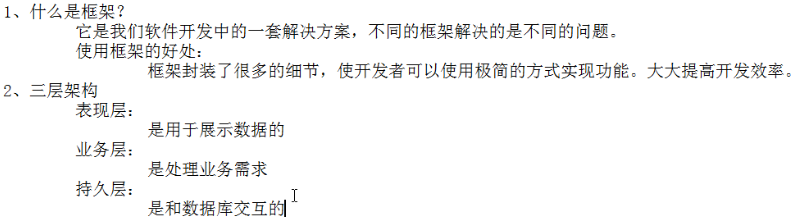 1、什么是框架？
它是我们软件开发中的一套解决方案，不同的框架解决的是不同的问题。
使用框架的好处：
框架封装了很多的细节，使开发者可以使用极简的方式实现功能。大大提高开发效率。
2、三层架构
表现层：
是用于展示数据的
业务层：
是处理业务需求
持久层：
是和数据库交互的